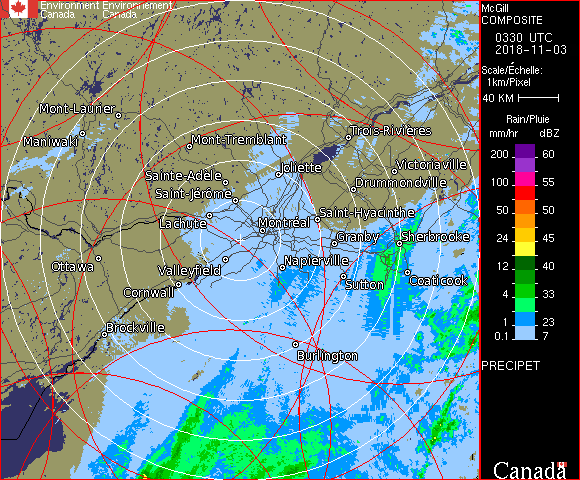 Environment Environnement
Canada Canada
McGill
COMPOSITE
0330 UTC
2018-11-03
Scale/Échelle:
1km/Pixel
40 KM
Rain/Pluie
mm/hr dBZ
200 60
100 55
50 50
24 45
12 40
4 33
1 23
0.1 7
PRECIPET
Canada
Mont-Laurier
Maniwaki
Mont-Tremblant
Trois-Rivières
Joliette
Victoriaville
Sainte-Adèle
Drummondville
Saint-Jérôme
Lachute
Montréal
Saint-Hyacinthe
Granby
Sherbrooke
Ottawa
Valleyfield
Napierville
Cornwall
Sutton
Coaticook
Brockville
Burlington